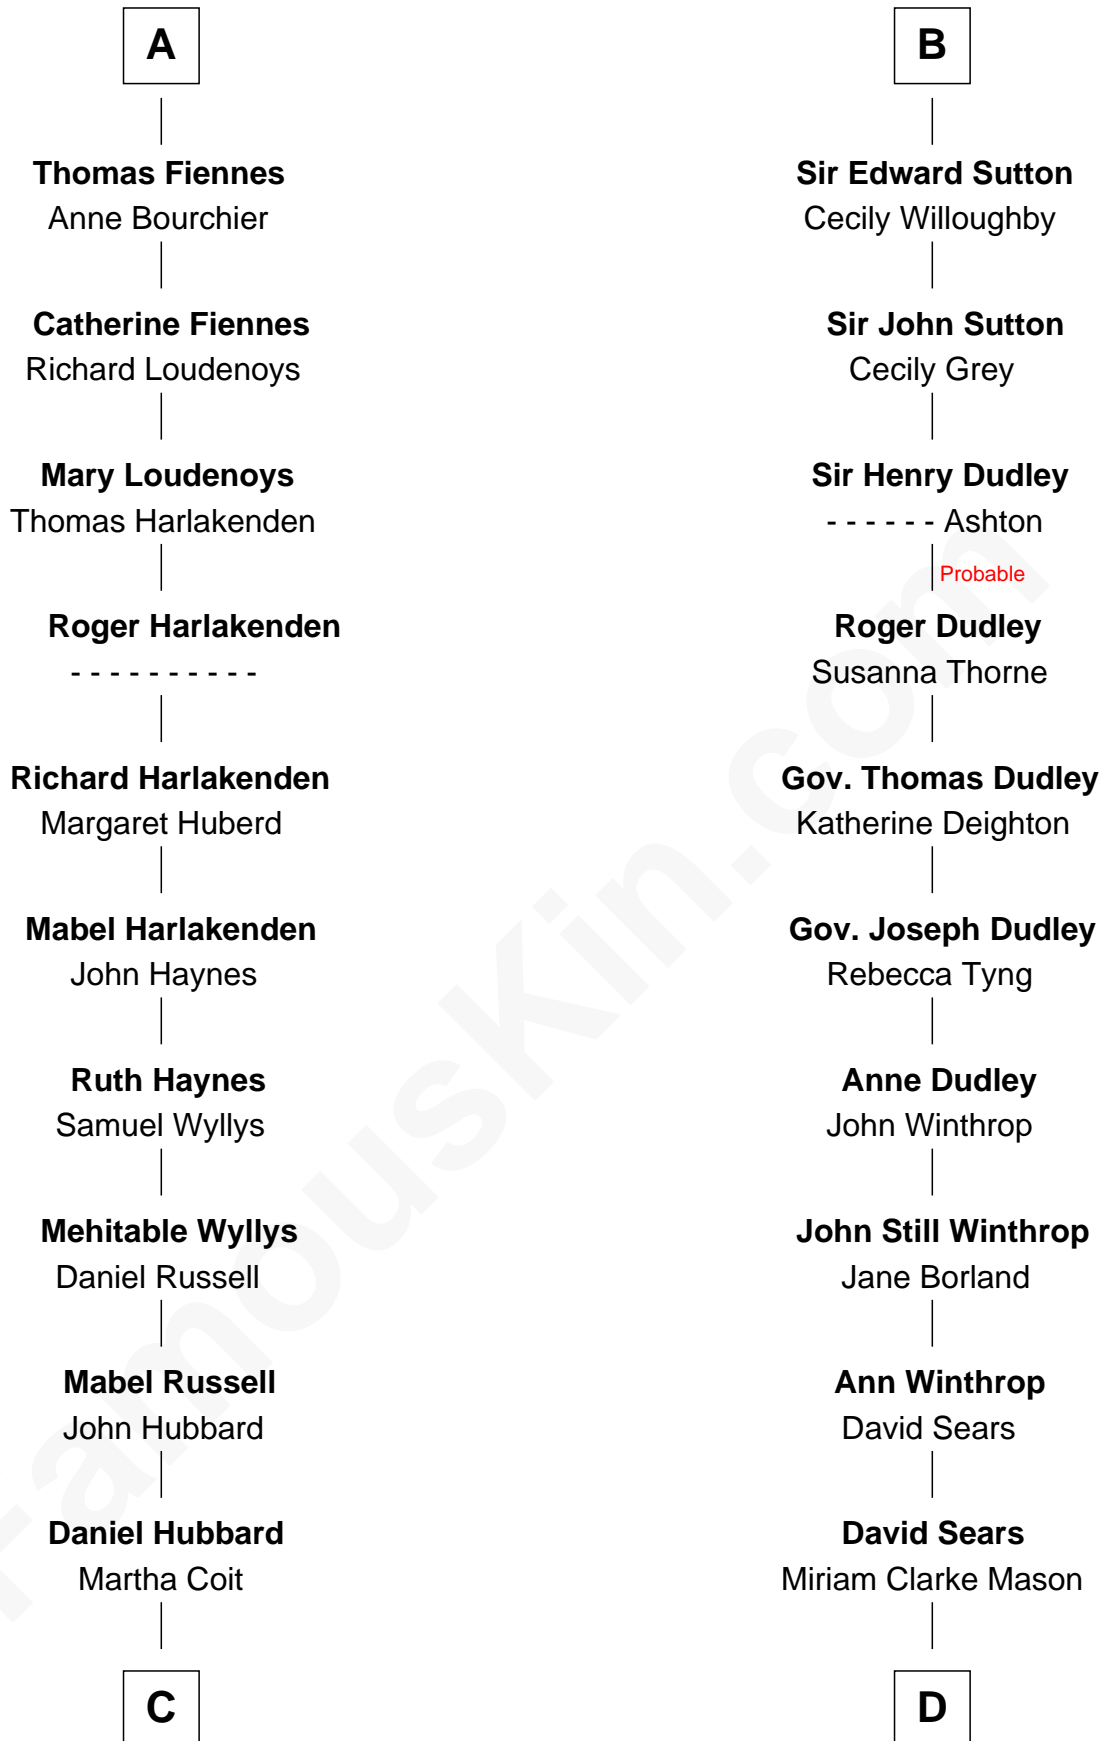 A
Thomas Fiennes
Anne Bourchier
Catherine Fiennes
Richard Loudenoys
Mary Loudenoys
Thomas Harlakenden
Roger Harlakenden
- - - - - - - - - -
Richard Harlakenden
Margaret Huberd
Mabel Harlakenden
John Haynes
Ruth Haynes
Samuel Wyllys
Mehitable Wyllys
Daniel Russell
Mabel Russell
John Hubbard
Daniel Hubbard
Martha Coit
C
B
Sir Edward Sutton
Cecily Willoughby
Sir John Sutton
Cecily Grey
Sir Henry Dudley
- - - - - - Ashton
Probable
Roger Dudley
Susanna Thorne
Gov. Thomas Dudley
Katherine Deighton
Gov. Joseph Dudley
Rebecca Tyng
Anne Dudley
John Winthrop
John Still Winthrop
Jane Borland
Ann Winthrop
David Sears
David Sears
Miriam Clarke Mason
D
FamousKin.com